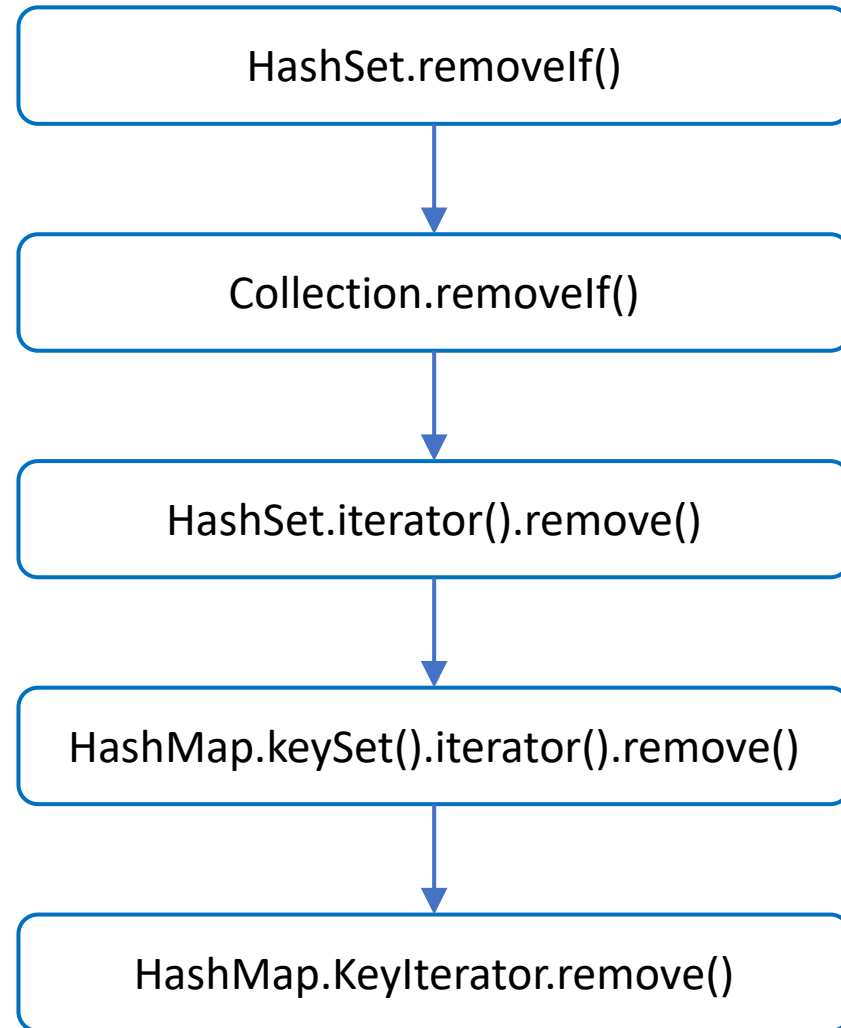 HashSet.removeIf()
Collection.removeIf()
HashSet.iterator().remove()
HashMap.keySet().iterator().remove()
HashMap.KeyIterator.remove()